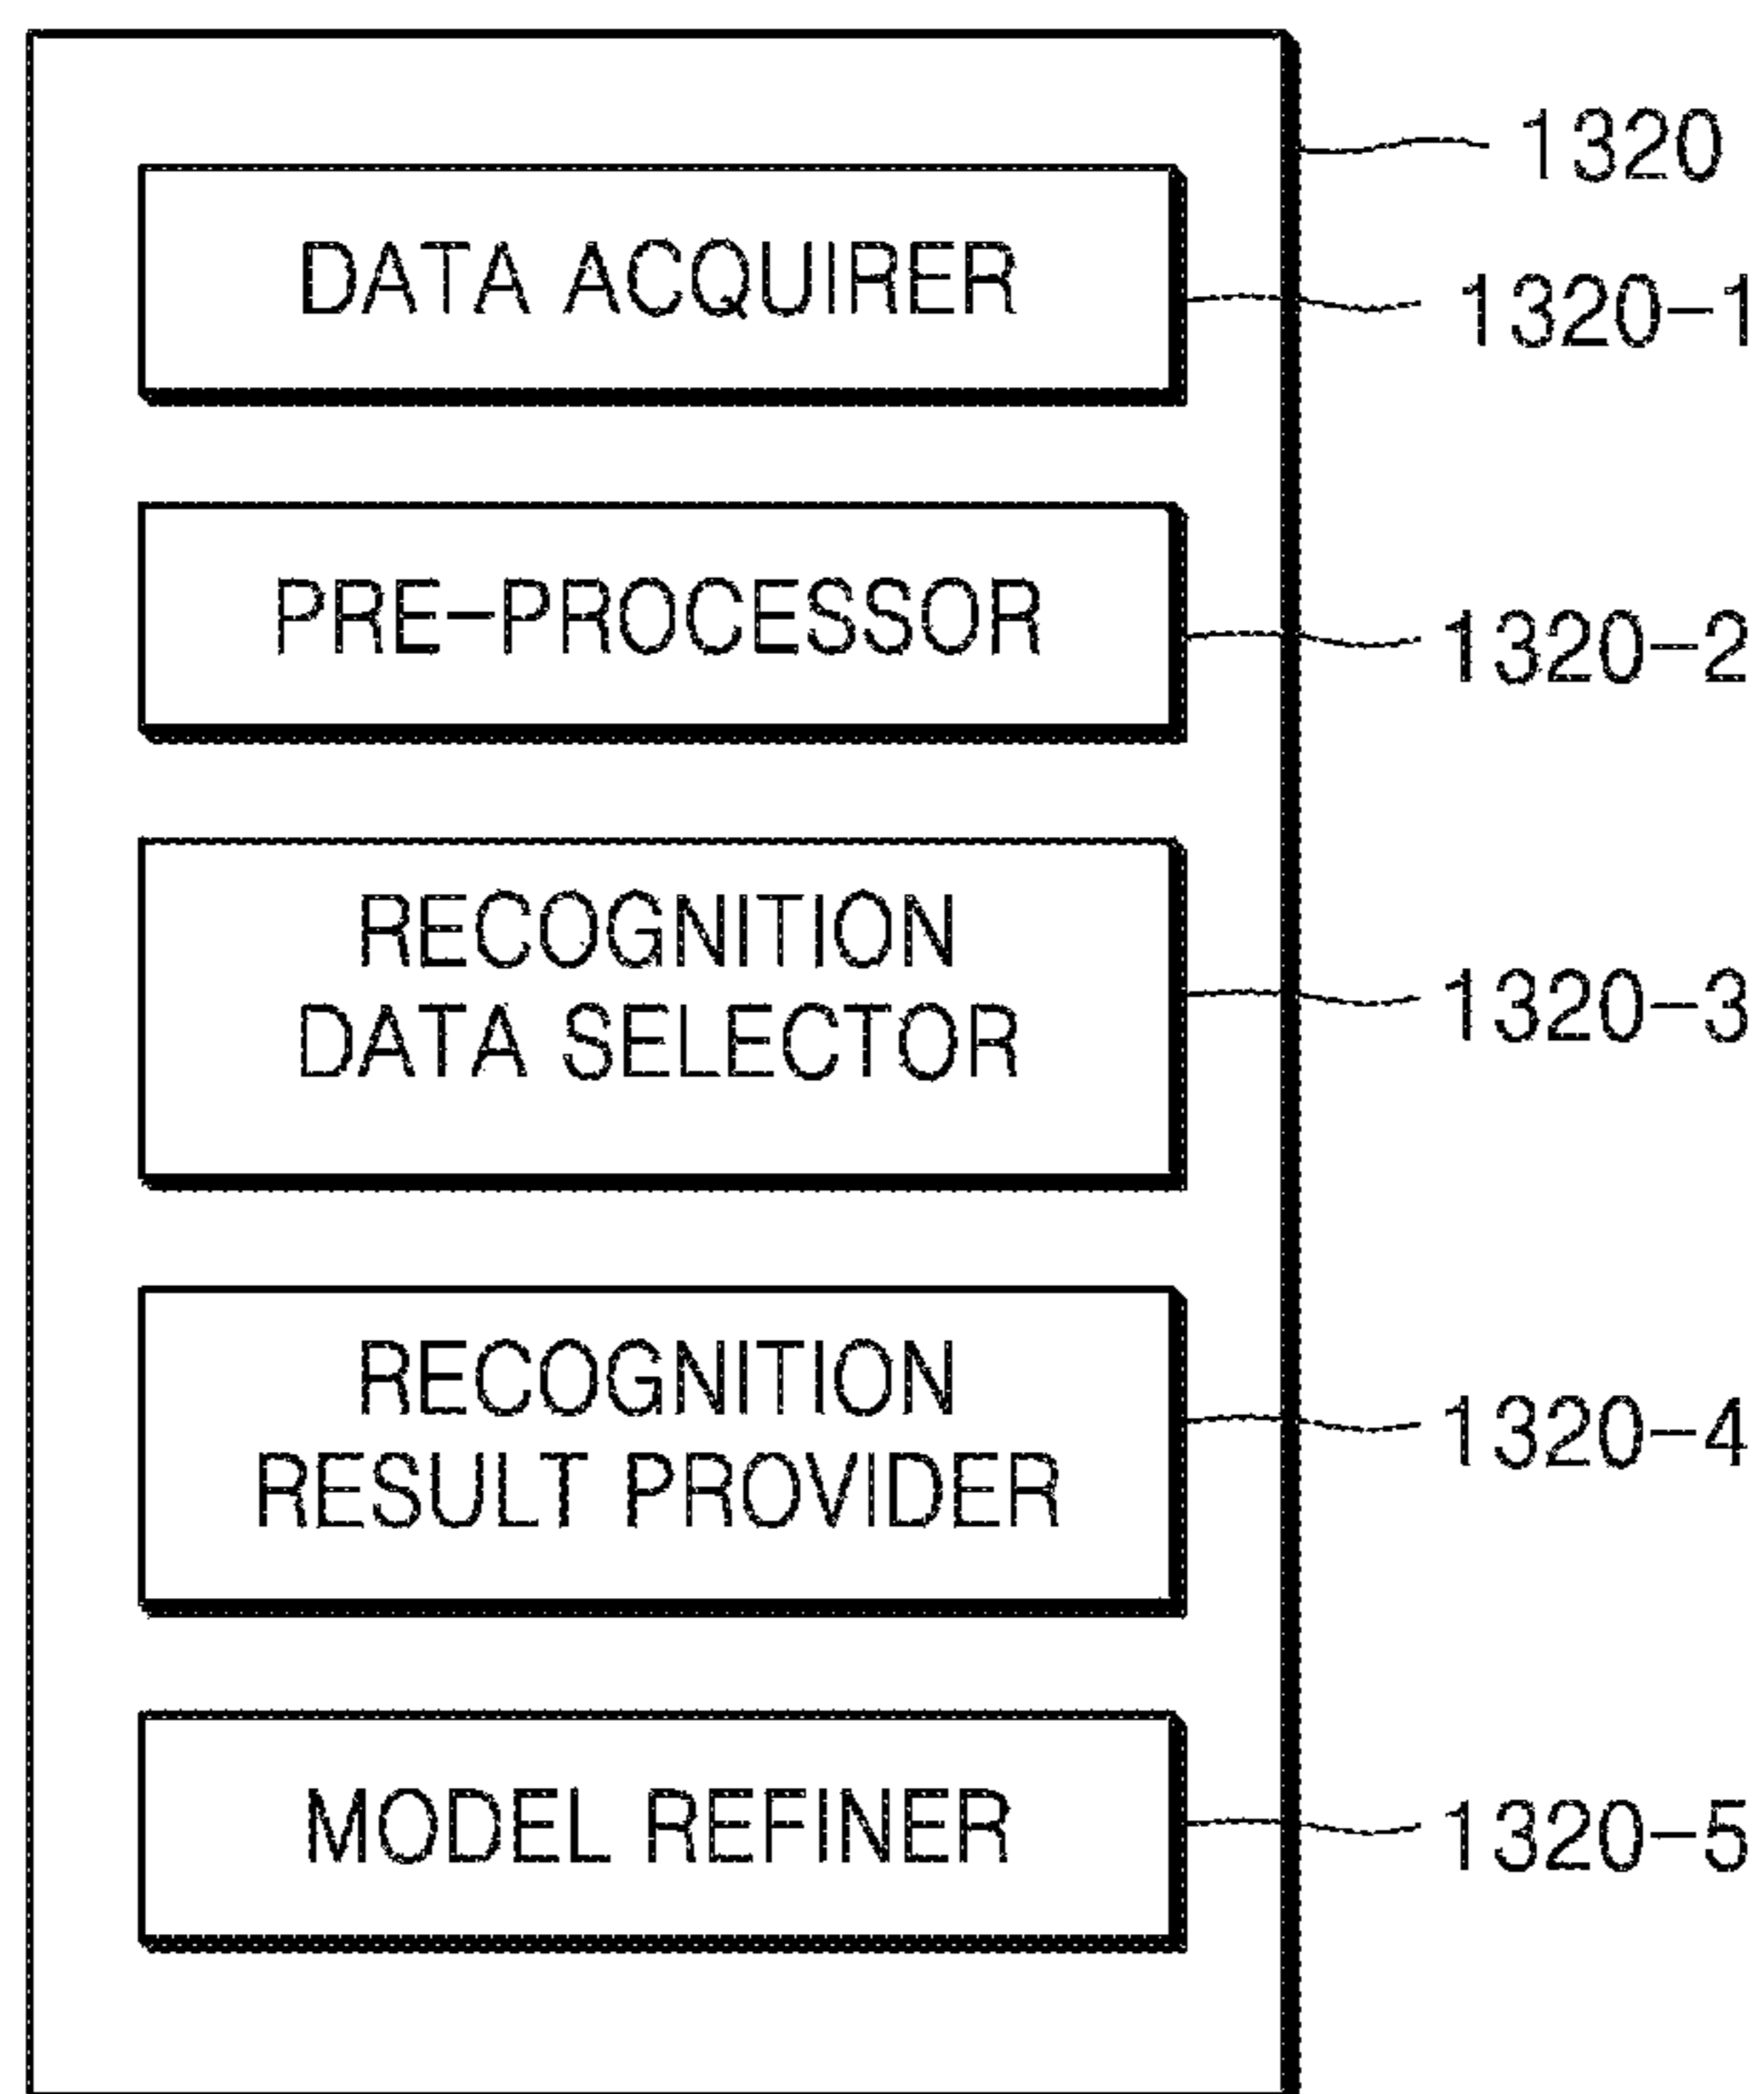 1320
DATA ACQUIRER
1320-1
PRE-PROCESSOR
1320-2
RECOGNITION
DATA SELECTOR
1320-3
RECOGNITION
RESULT PROVIDER
1320-4
MODEL REFINER
1320-5